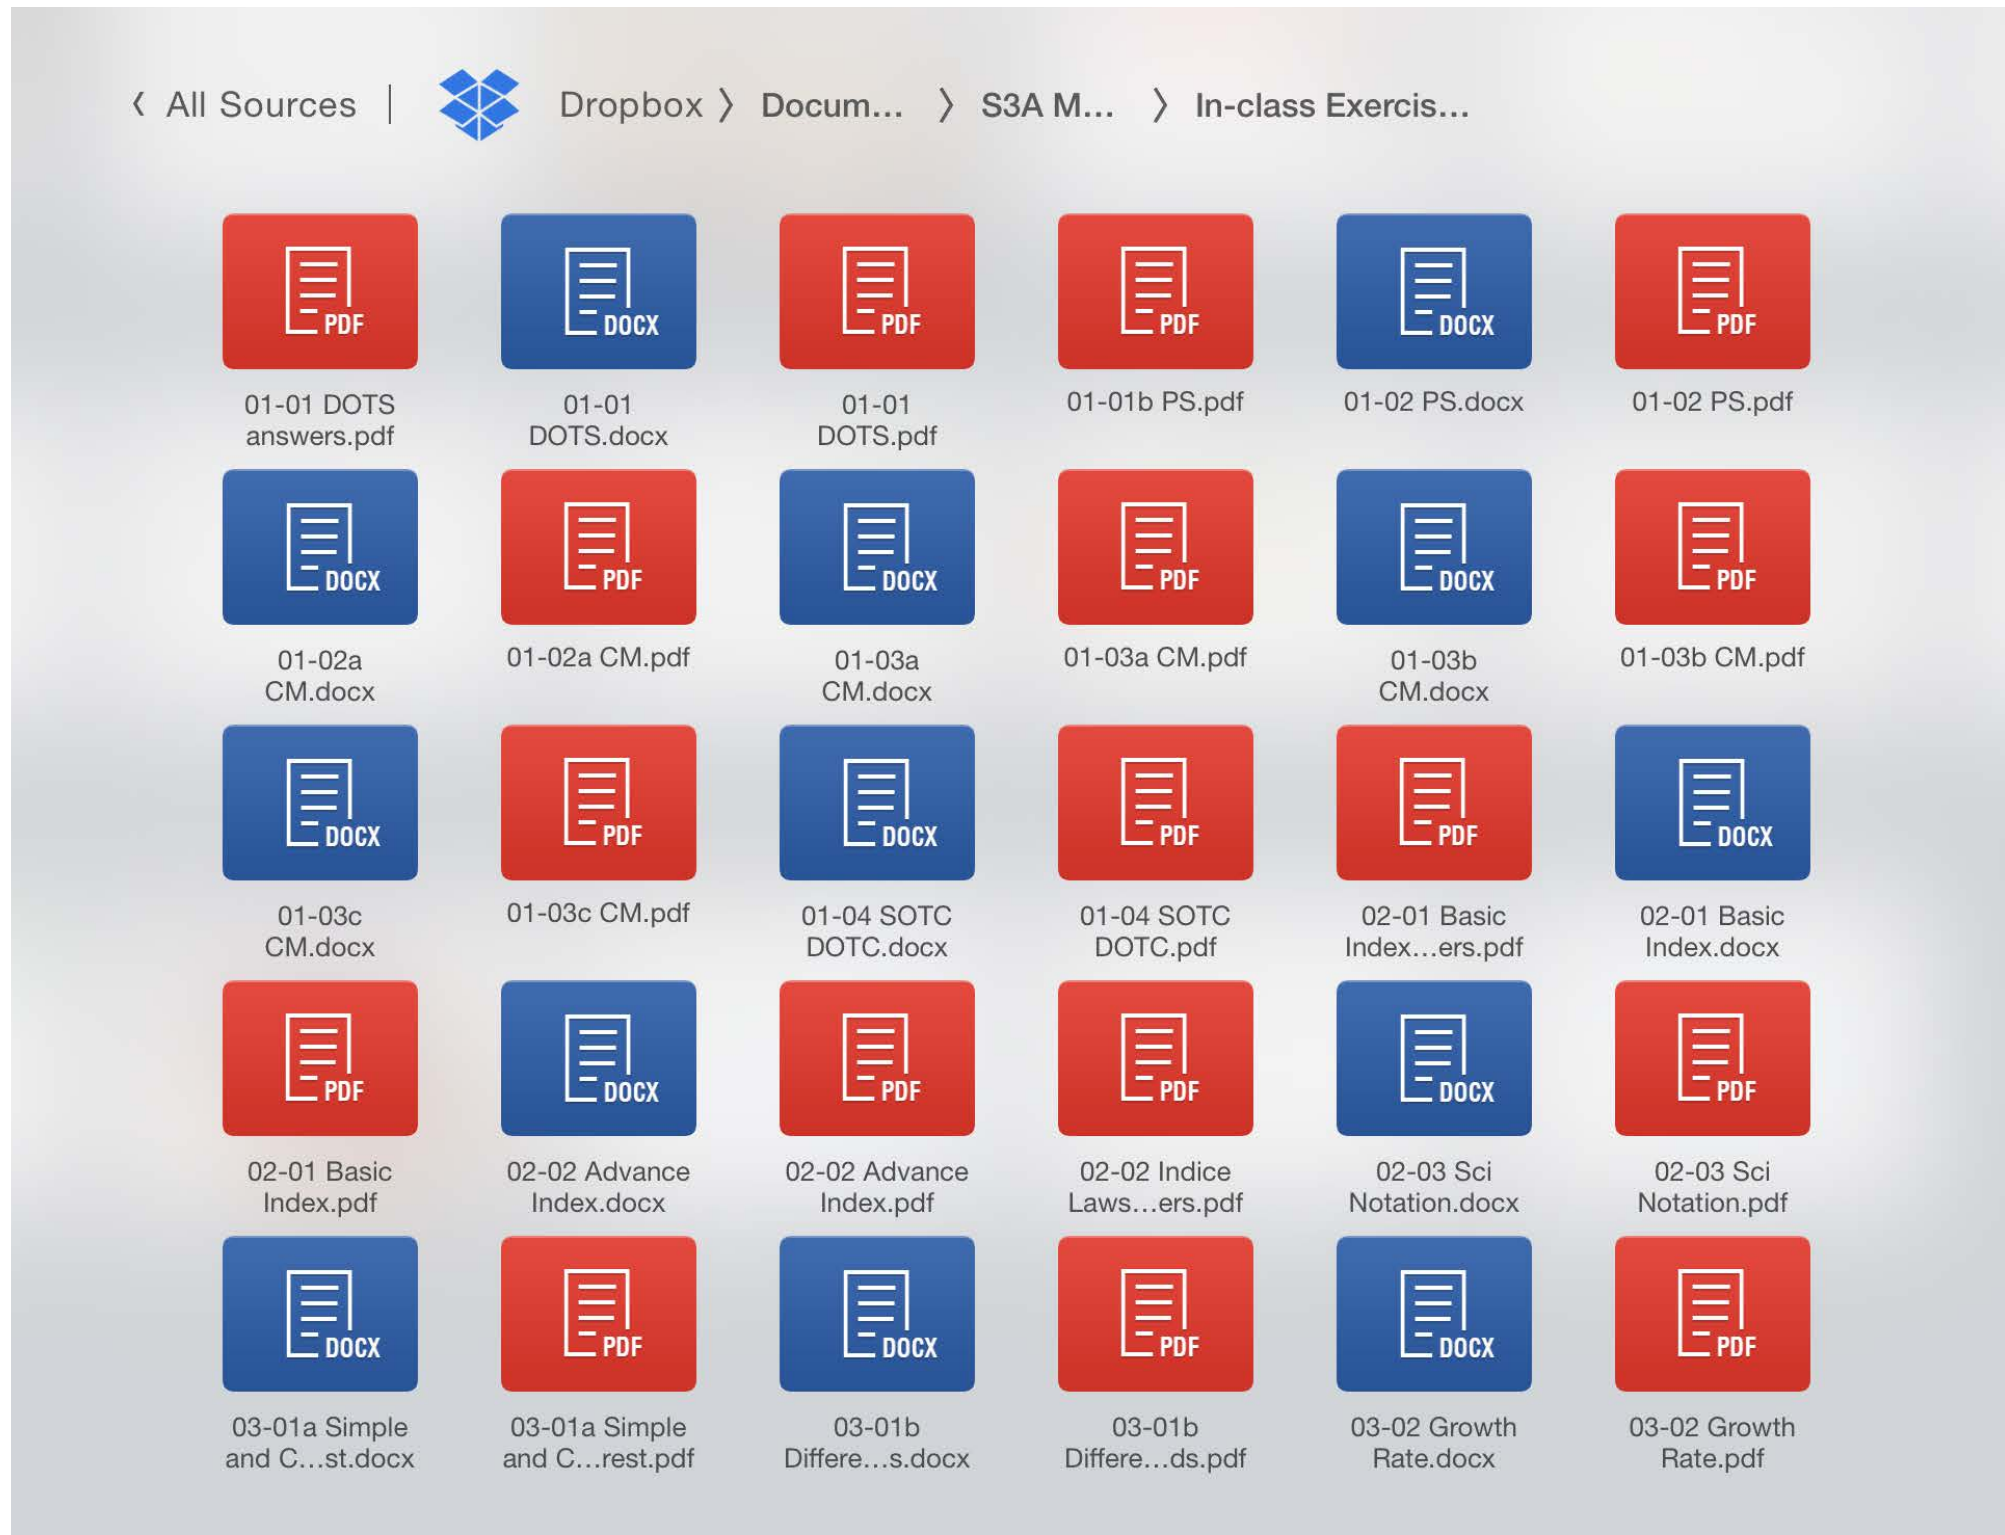 All Sources | Dropbox Docum... S3A M... In-class Exercis...
PDF DOCX PDF PDF DOCX PDF
01-01 DOTS
answers.pdf
01-01
DOTS.docx
01-01
DOTS.pdf
01-01b PS.pdf
01-02 PS.docx
01-02 PS.pdf
DOCX PDF DOCX PDF DOCX PDF
01-02a
CM.docx
01-02a CM.pdf
01-03a
CM.docx
01-03a CM.pdf
01-03b
CM.docx
01-03b CM.pdf
DOCX PDF DOCX PDF PDF DOCX
01-03c
CM.docx
01-03c CM.pdf
01-04 SOTC
DOTC.docx
01-04 SOTC
DOTC.pdf
02-01 Basic
Index...ers.pdf
02-01 Basic
Index.docx
PDF DOCX PDF PDF DOCX PDF
02-01 Basic
Index.pdf
02-02 Advance
Index.docx
02-02 Advance
Index.pdf
02-02 Indice
Laws...ers.pdf
02-03 Sci
Notation.docx
02-03 Sci
Notation.pdf
DOCX PDF DOCX PDF DOCX PDF
03-01a Simple
and C...st.docx
03-01a Simple
and C...rest.pdf
03-01b
Differe...s.docx
03-01b
Differe...ds.pdf
03-02 Growth
Rate.docx
03-02 Growth
Rate.pdf